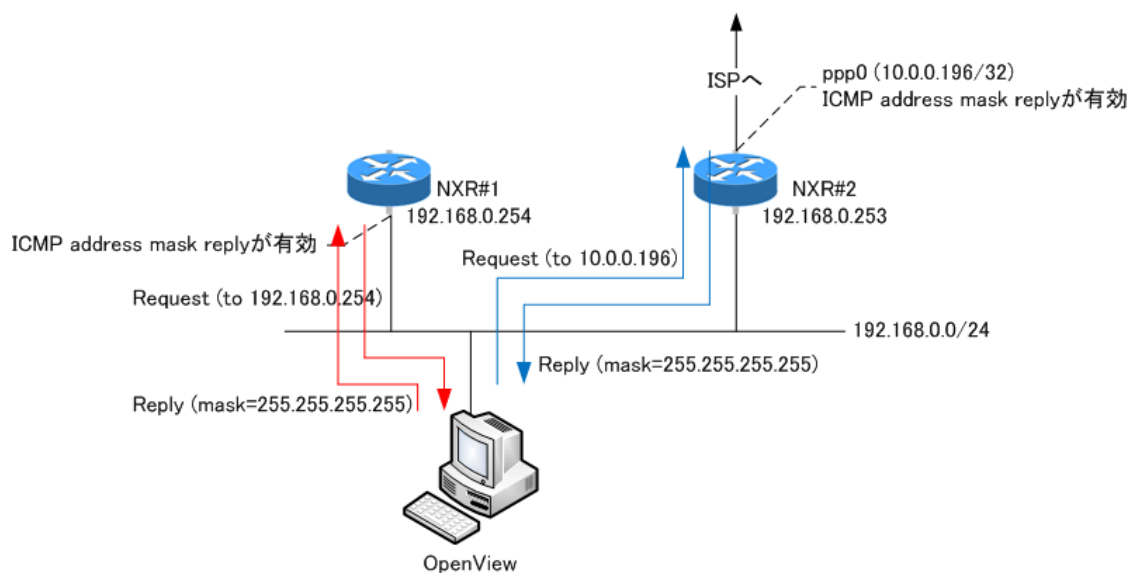 ISPへ
ppp0 (10.0.0.196/32)
ICMP address mask replyが有効
NXR#1
192.168.0.254
NXR#2
192.168.0.253
ICMP address mask replyが有効
Request (to 10.0.0.196)
Request (to 192.168.0.254)
192.168.0.0/24
Reply (mask=255.255.255.255)
Reply (mask=255.255.255.255)
OpenView